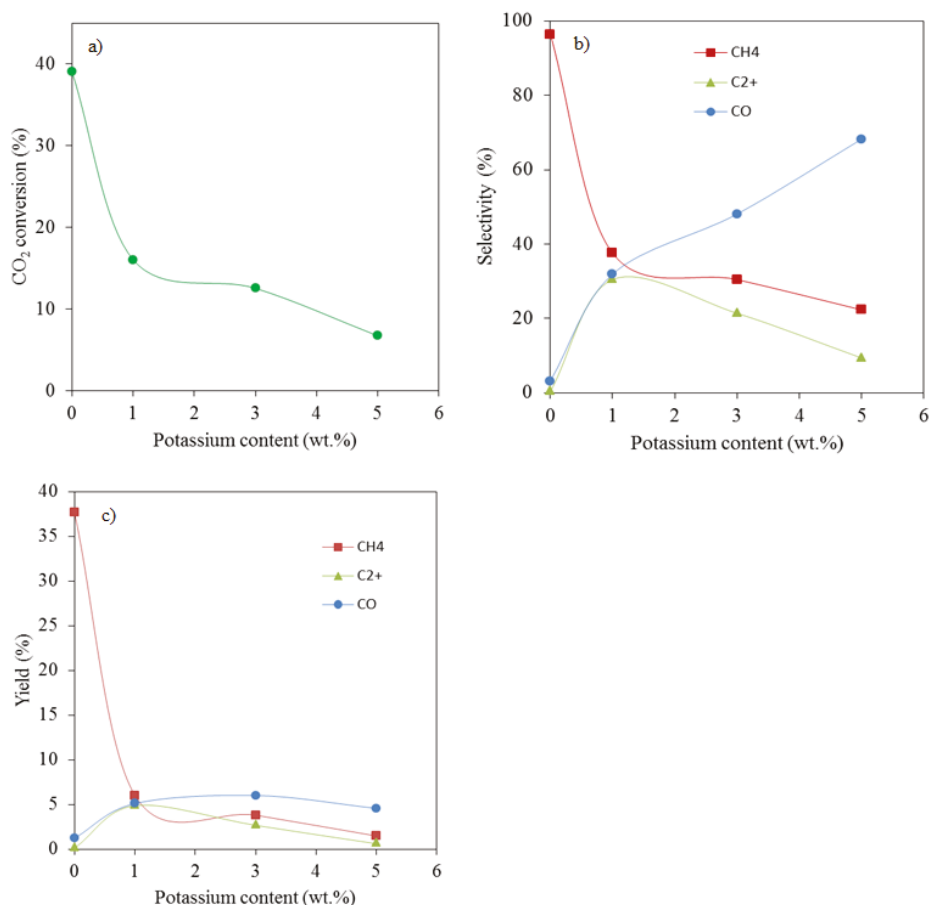 a)
40
30
20
10
0
0 1 2 3 4 5 6
CO2 conversion (%)
Potassium content (wt.%)
b)
100
80
60
40
20
0
0 1 2 3 4 5 6
Selectivity (%)
Potassium content (wt.%)
CH4
C2+
CO
c)
40
35
30
25
20
15
10
5
0
0 1 2 3 4 5 6
Yield (%)
Potassium content (wt.%)
CH4
C2+
CO